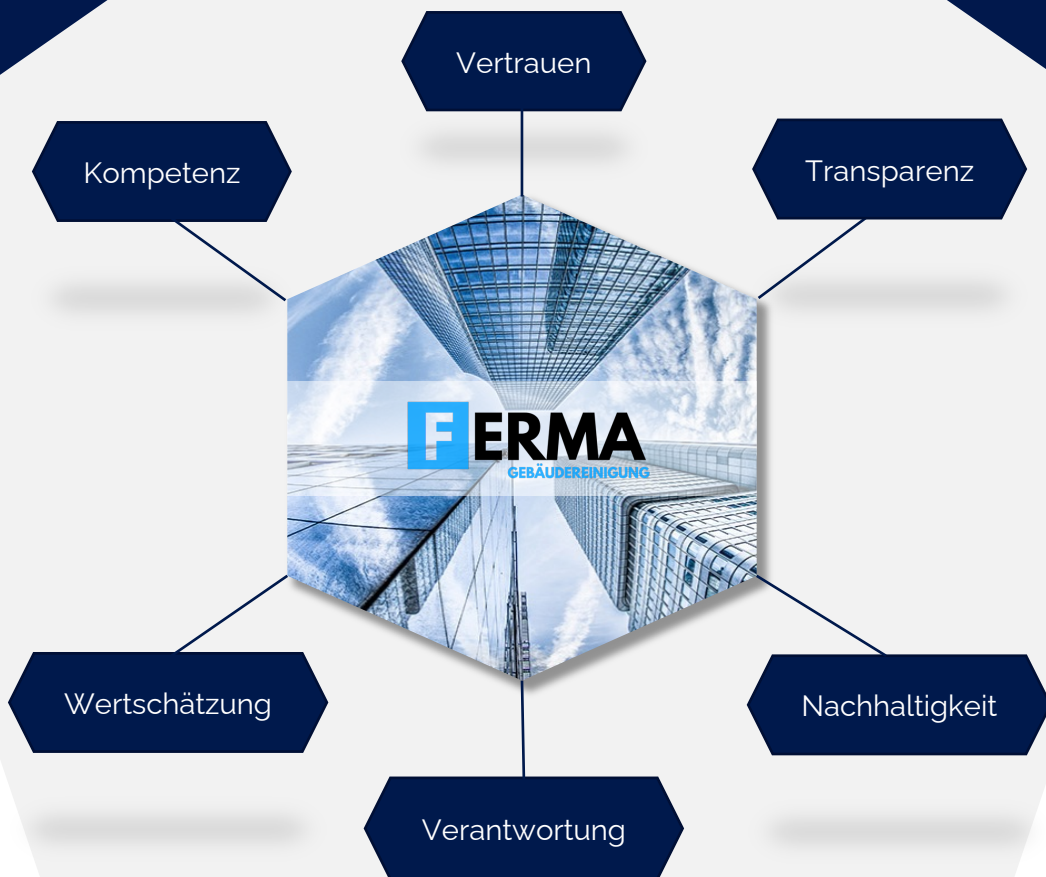 Vertrauen
Kompetenz
Transparenz
FERMA
GEBÄUDEREINIGUNG
Wertschätzung
Nachhaltigkeit
Verantwortung